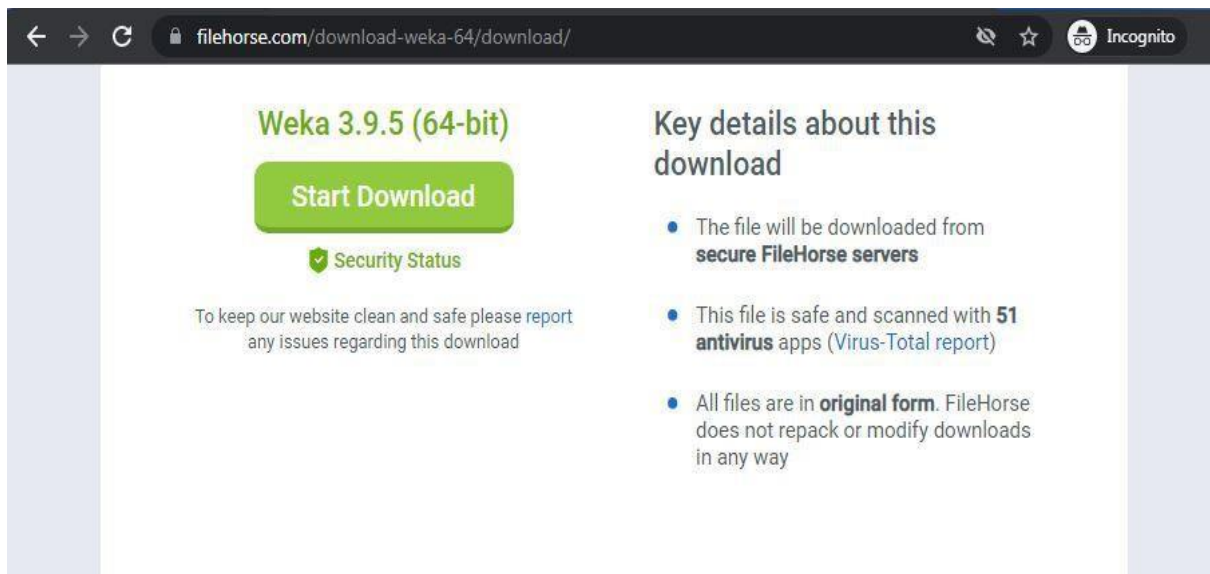 filehorse.com/download-weka-64/download/
Incognito
Weka 3.9.5 (64-bit)
Start Download
Security Status
To keep our website clean and safe please report
any issues regarding this download
Key details about this
download
The file will be downloaded from
secure FileHorse servers
This file is safe and scanned with 51
antivirus apps (Virus-Total report)
All files are in original form. FileHorse
does not repack or modify downloads
in any way